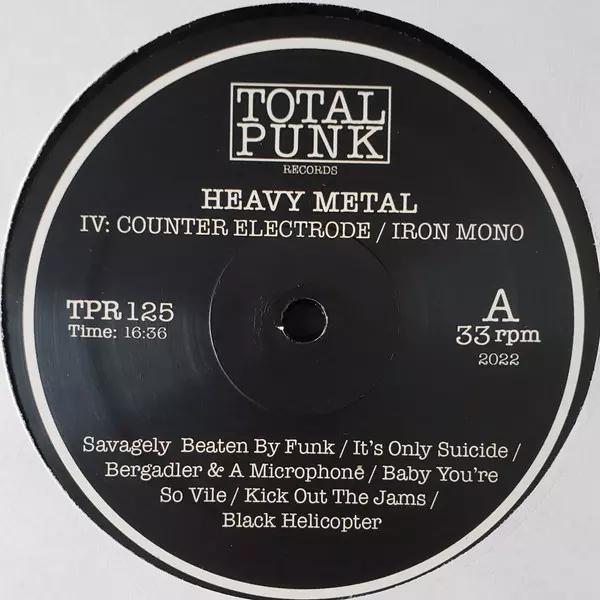 TOTAL
PUNK
RECORDS
HEAVY METAL
IV: COUNTER ELECTRODE / IRON MONO
TPR 125
Time: 16:36
A
33 rpm
2022
Savagely Beaten By Funk / It's Only Suicide /
Bergadler & A Microphone / Baby You're
So Vile / Kick Out The Jams /
Black Helicopter